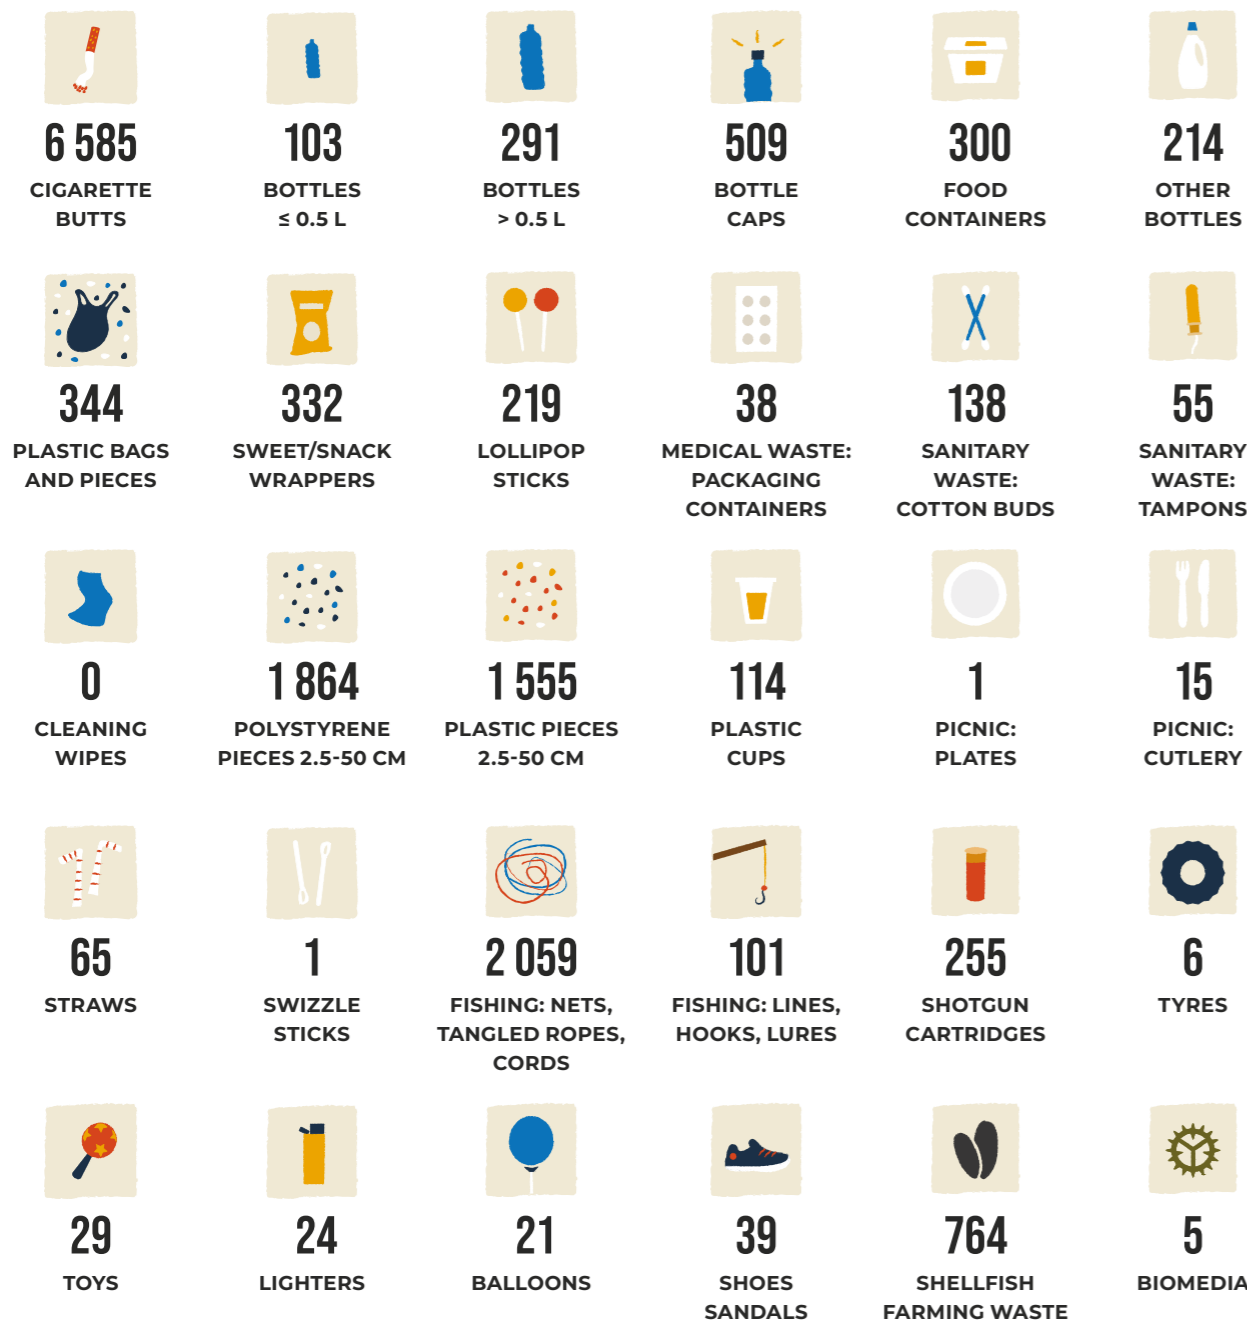 6 585
CIGARETTE
BUTTS
103
BOTTLES
≤ 0.5 L
291
BOTTLES
> 0.5 L
509
BOTTLE
CAPS
300
FOOD
CONTAINERS
214
OTHER
BOTTLES
344
PLASTIC BAGS
AND PIECES
332
SWEET/SNACK
WRAPPERS
219
LOLLIPOP
STICKS
38
MEDICAL WASTE:
PACKAGING
CONTAINERS
138
SANITARY
WASTE:
COTTON BUDS
55
SANITARY
WASTE:
TAMPONS
0
CLEANING
WIPES
1 864
POLYSTYRENE
PIECES 2.5-50 CM
1 555
PLASTIC PIECES
2.5-50 CM
114
PLASTIC
CUPS
1
PICNIC:
PLATES
15
PICNIC:
CUTLERY
65
STRAWS
1
SWIZZLE
STICKS
2 059
FISHING: NETS,
TANGLED ROPES,
CORDS
101
FISHING: LINES,
HOOKS, LURES
255
SHOTGUN
CARTRIDGES
6
TYRES
29
TOYS
24
LIGHTERS
21
BALLOONS
39
SHOES
SANDALS
764
SHELLFISH
FARMING WASTE
5
BIOMEDIA